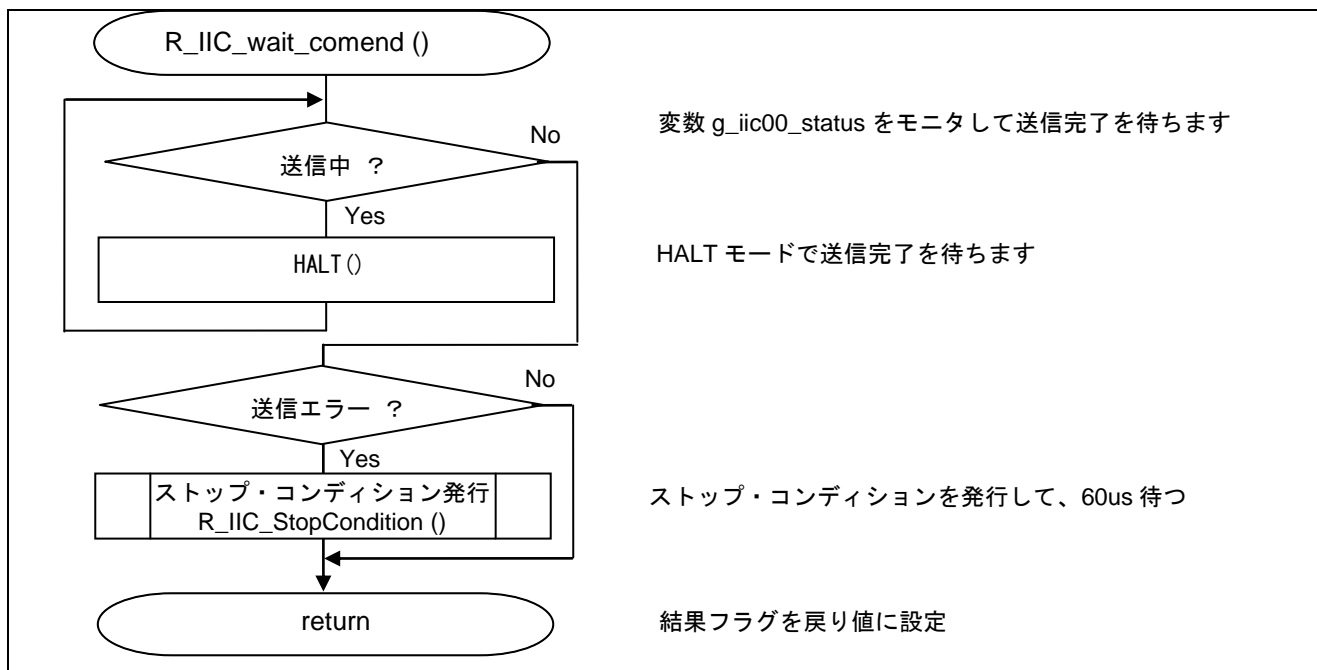 R_IIC_wait_comend ()
変数 g_iic00_status をモニタして送信完了を待ちます
No
送信中 ?
Yes
HALT()
HALT モードで送信完了を待ちます
No
送信エラー ?
Yes
ストップ・コンディション発行
R_IIC_StopCondition ()
ストップ・コンディションを発行して、60us 待つ
return
結果フラグを戻り値に設定